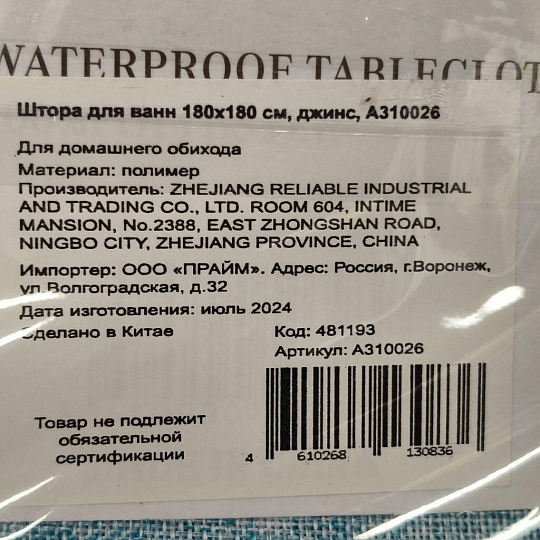 WATERPROOF TABLECLOT
Штора для ванн 180х180 см, джинс, А310026
Для домашнего обихода
Материал: полимер
Производитель: ZHEJIANG RELIABLE INDUSTRIAL
AND TRADING CO., LTD. ROOM 604, INTIME
MANSION, No.2388, EAST ZHONGSHAN ROAD,
NINGBO CITY, ZHEJIANG PROVINCE, CHINA
Импортер: ООО «ПРАЙМ». Адрес: Россия, г.Воронеж,
ул.Волгоградская, д.32
Дата изготовления: июль 2024
Сделано в Китае
Код: 481193
Артикул: А310026
Товар не подлежит
обязательной
сертификации
4 610268 130836